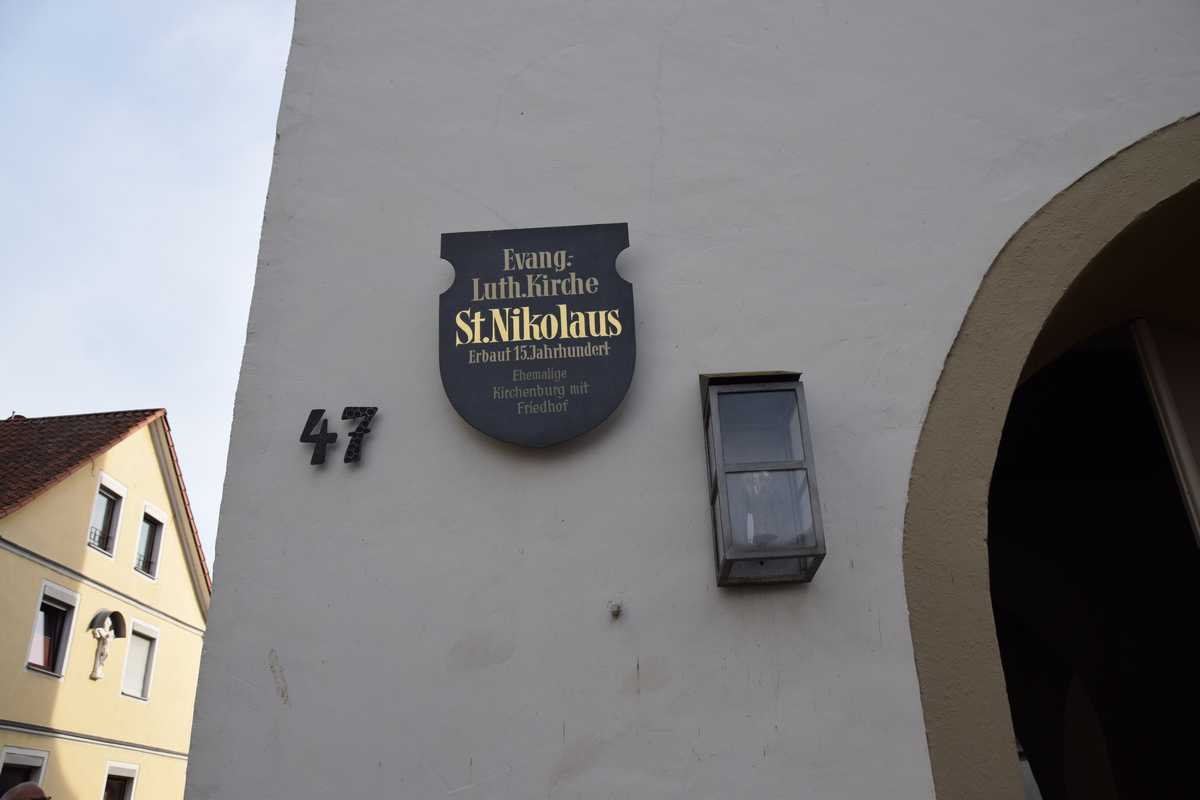 Evang.-
Luth.Kirche
St.Nikolaus
Erbaut 15.Jahrhundert
Ehemalige
Kirchenburg mit
Friedhof
47